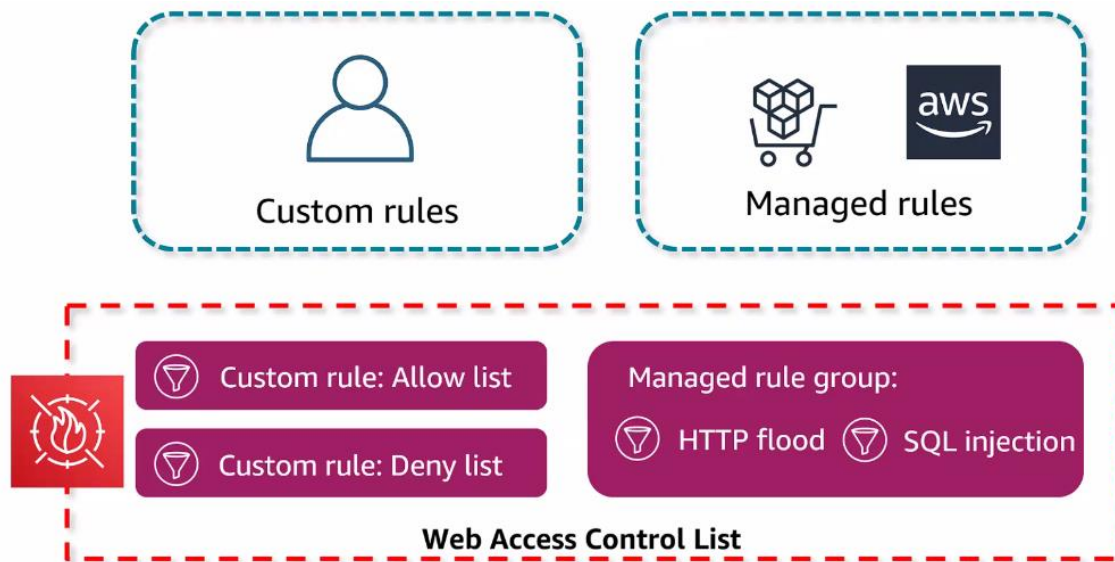 aws
Custom rules
Managed rules
Custom rule: Allow list
Custom rule: Deny list
Managed rule group:
HTTP flood
SQL injection
Web Access Control List